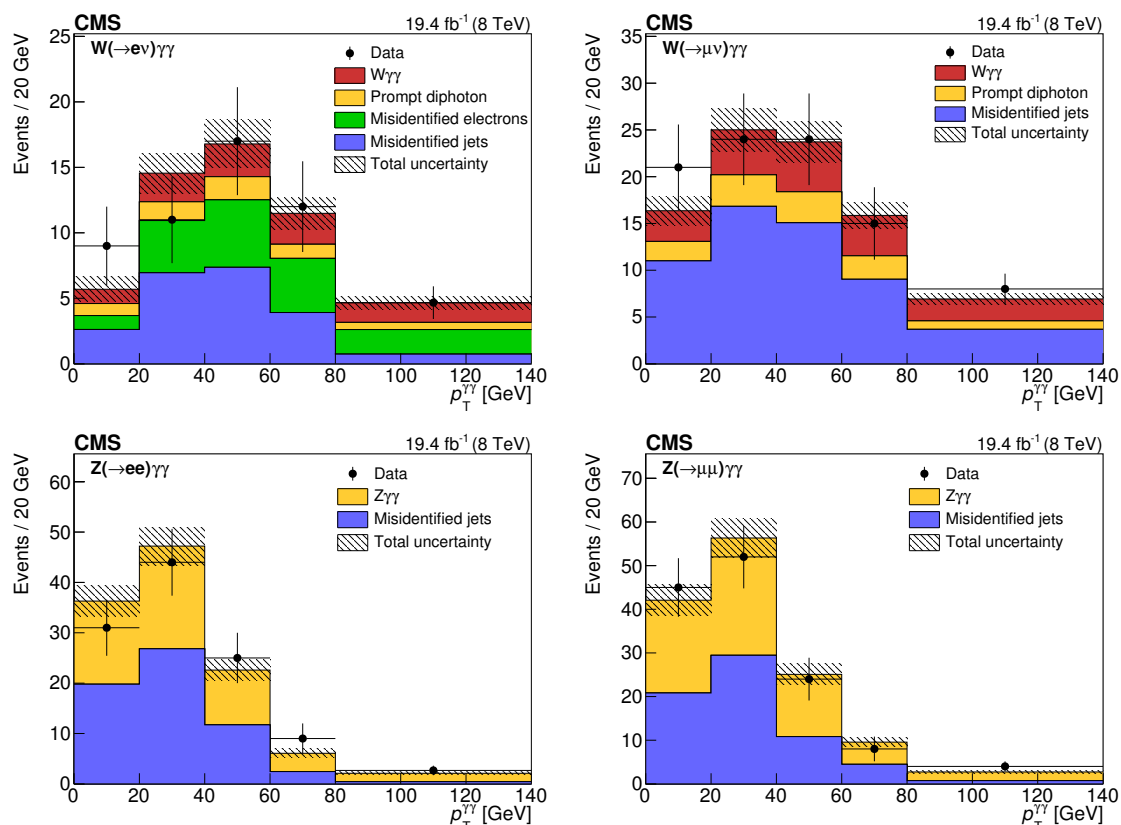 CMS 19.4 fb⁻¹ (8 TeV)
W(→eν)γγ
Data
Wγγ
Prompt diphoton
Misidentified electrons
Misidentified jets
Total uncertainty
Events / 20 GeV
25
20
15
10
5
0
0 20 40 60 80 100 120 140
p_T^γγ [GeV]
CMS 19.4 fb⁻¹ (8 TeV)
W(→μν)γγ
Data
Wγγ
Prompt diphoton
Misidentified jets
Total uncertainty
Events / 20 GeV
35
30
25
20
15
10
5
0
0 20 40 60 80 100 120 140
p_T^γγ [GeV]
CMS 19.4 fb⁻¹ (8 TeV)
Z(→ee)γγ
Data
Zγγ
Misidentified jets
Total uncertainty
Events / 20 GeV
60
50
40
30
20
10
0
0 20 40 60 80 100 120 140
p_T^γγ [GeV]
CMS 19.4 fb⁻¹ (8 TeV)
Z(→μμ)γγ
Data
Zγγ
Misidentified jets
Total uncertainty
Events / 20 GeV
70
60
50
40
30
20
10
0
0 20 40 60 80 100 120 140
p_T^γγ [GeV]